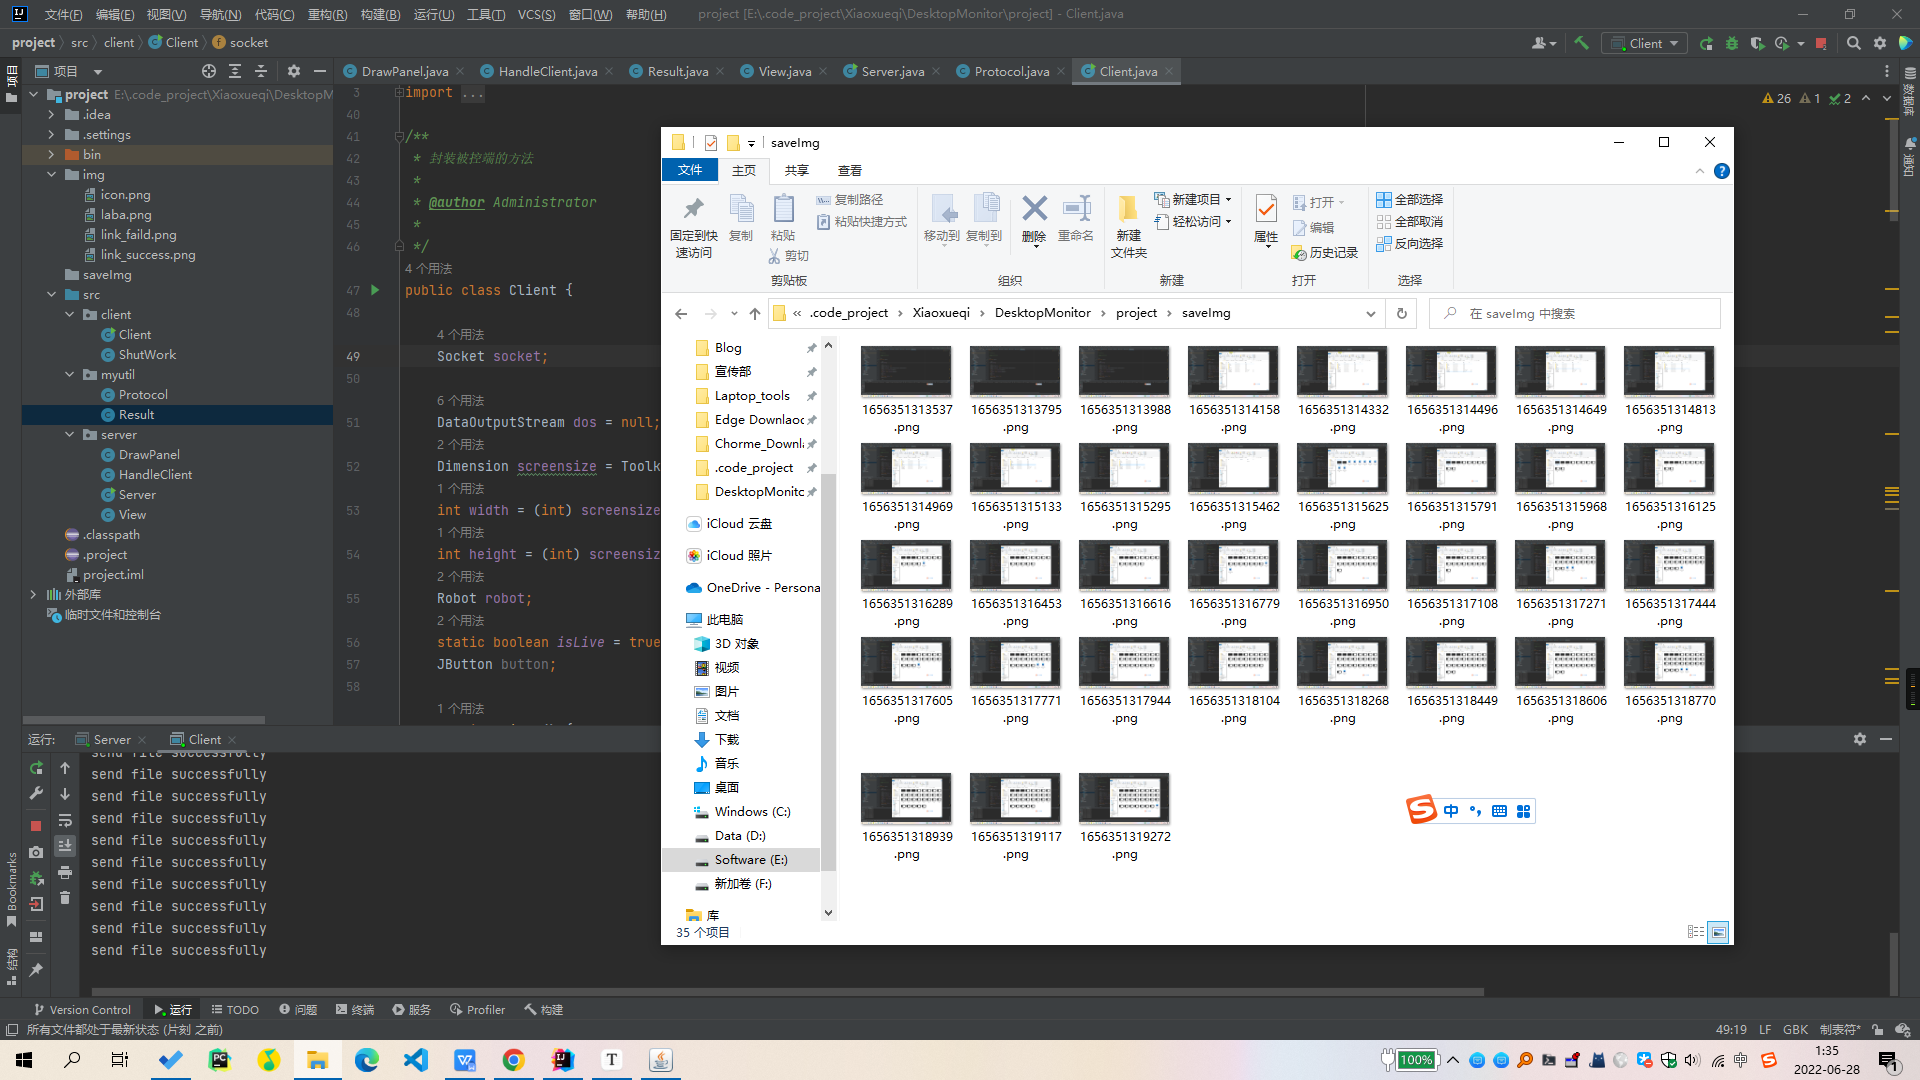 文件(F) 编辑(E) 视图(V) 导航(N) 代码(C) 重构(R) 构建(B) 运行(U) 工具(T) VCS(S) 窗口(W) 帮助(H) project [E:\.code_project\Xiaoxueqi\DesktopMonitor\project] - Client.java
project src client Client socket
Client
项目
DrawPanel.java HandleClient.java Result.java View.java Server.java Protocol.java Client.java
项目
数据库
通知
project E:\.code_project\Xiaoxueqi\DesktopM
.idea
.settings
bin
img
icon.png
laba.png
link_faild.png
link_success.png
saveImg
src
client
Client
ShutWork
myutil
Protocol
Result
server
DrawPanel
HandleClient
Server
View
.classpath
.project
project.iml
外部库
临时文件和控制台
26 1 2
3 import ...
40
41 /**
42 * 封装被控端的方法
43 *
44 * @author Administrator
45 *
46 */
4 个用法
47 public class Client {
48
4 个用法
49 Socket socket;
50
6 个用法
51 DataOutputStream dos = null;
2 个用法
52 Dimension screensize = Toolk
1 个用法
53 int width = (int) screensize
1 个用法
54 int height = (int) screensiz
2 个用法
55 Robot robot;
2 个用法
56 static boolean isLive = true
57 JButton button;
58
1 个用法
saveImg
文件 主页 共享 查看
固定到快
速访问
复制
粘贴
复制路径
粘贴快捷方式
剪切
剪贴板
移动到 复制到 删除 重命名
组织
新建
文件夹
新建项目
轻松访问
新建
属性
打开
编辑
历史记录
打开
全部选择
全部取消
反向选择
选择
« .code_project › Xiaoxueqi › DesktopMonitor › project › saveImg
在 saveImg 中搜索
Blog
宣传部
Laptop_tools
Edge Downlaoc
Chorme_Downl
.code_project
DesktopMonitc
iCloud 云盘
iCloud 照片
OneDrive - Persona
此电脑
3D 对象
视频
图片
文档
下载
音乐
桌面
Windows (C:)
Data (D:)
Software (E:)
新加卷 (F:)
库
35 个项目
1656351313537.png 1656351313795.png 1656351313988.png 1656351314158.png 1656351314332.png 1656351314496.png 1656351314649.png 1656351314813.png
1656351314969.png 1656351315133.png 1656351315295.png 1656351315462.png 1656351315625.png 1656351315791.png 1656351315968.png 1656351316125.png
1656351316289.png 1656351316453.png 1656351316616.png 1656351316779.png 1656351316950.png 1656351317108.png 1656351317271.png 1656351317444.png
1656351317605.png 1656351317771.png 1656351317944.png 1656351318104.png 1656351318268.png 1656351318449.png 1656351318606.png 1656351318770.png
1656351318939.png 1656351319117.png 1656351319272.png
中
运行: Server Client
send file successfully
send file successfully
send file successfully
send file successfully
send file successfully
send file successfully
send file successfully
send file successfully
send file successfully
send file successfully
Bookmarks
结构
Version Control 运行 TODO 问题 终端 服务 Profiler 构建
所有文件都处于最新状态 (片刻 之前)
49:19 LF GBK 制表符*
100%
中
1:35
2022-06-28
1